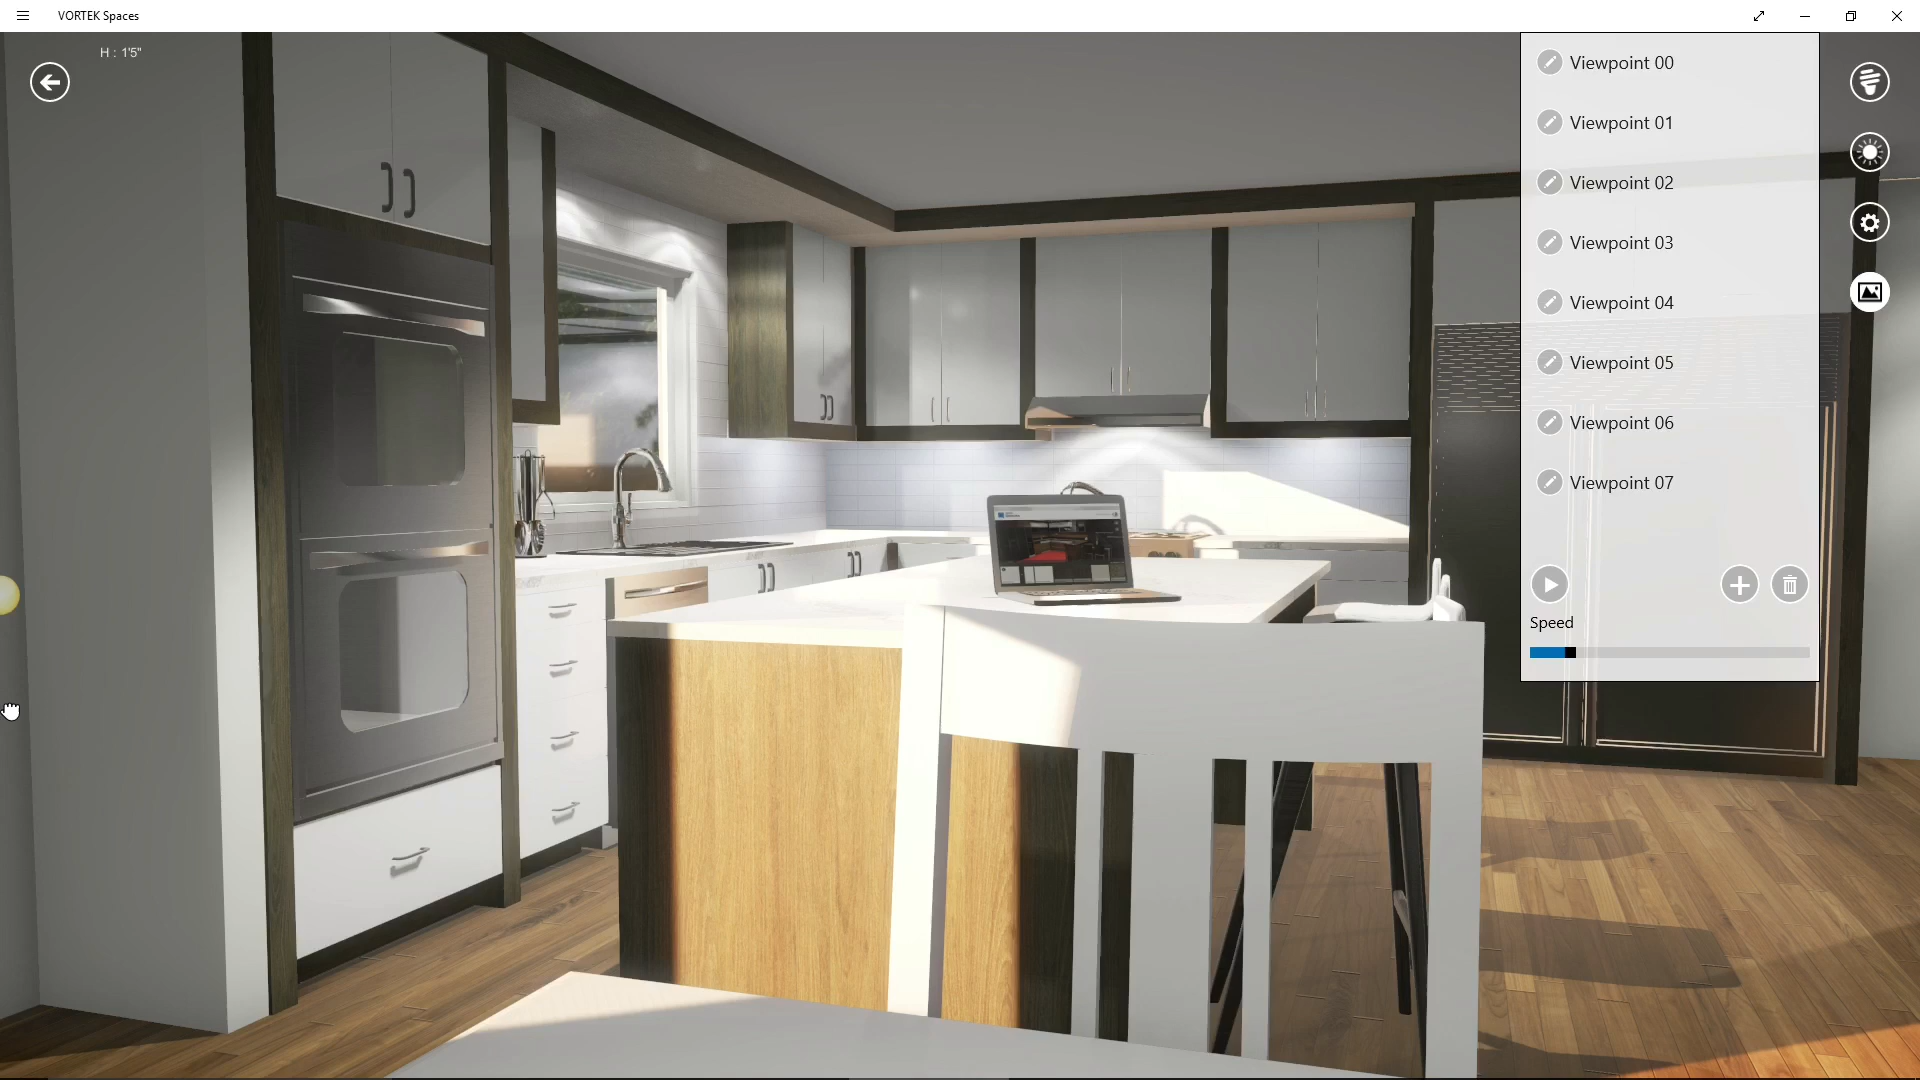 VORTEK Spaces
H : 1'5"
Viewpoint 00
Viewpoint 01
Viewpoint 02
Viewpoint 03
Viewpoint 04
Viewpoint 05
Viewpoint 06
Viewpoint 07
Speed